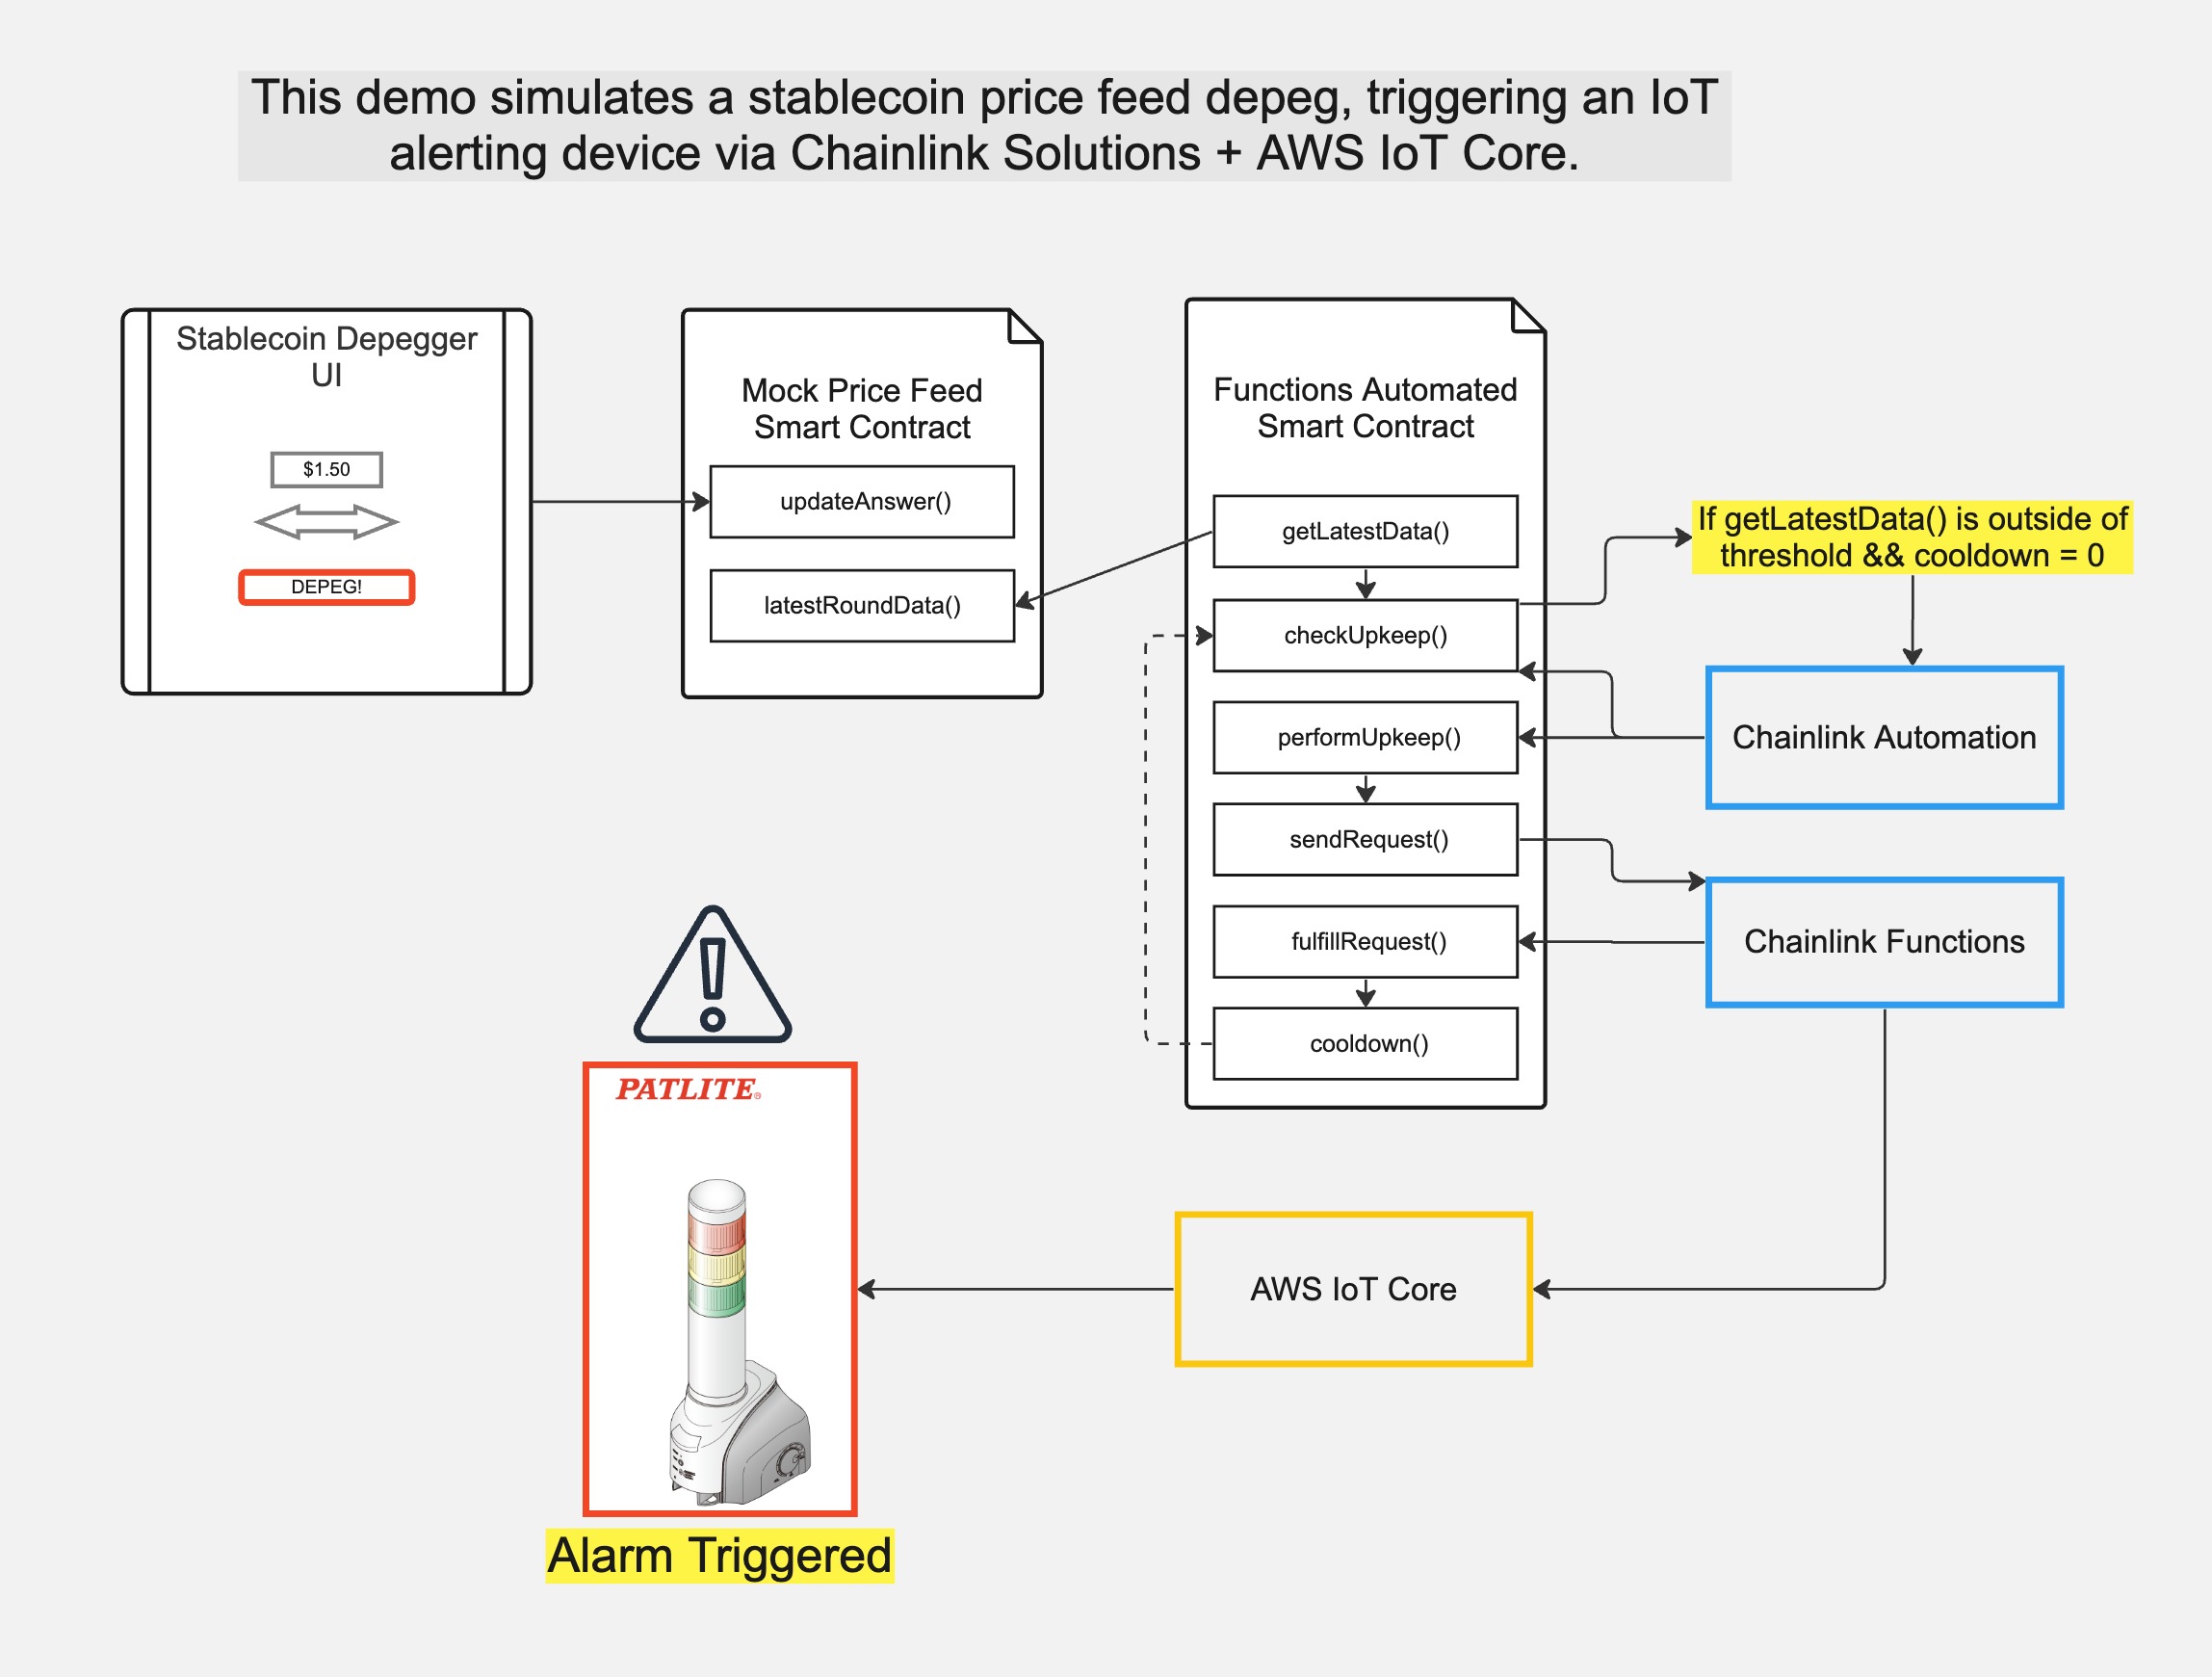 This demo simulates a stablecoin price feed depeg, triggering an IoT
alerting device via Chainlink Solutions + AWS IoT Core.
Stablecoin Depegger
UI
$1.50
DEPEG!
Mock Price Feed
Smart Contract
updateAnswer()
latestRoundData()
Functions Automated
Smart Contract
getLatestData()
checkUpkeep()
performUpkeep()
sendRequest()
fulfillRequest()
cooldown()
If getLatestData() is outside of
threshold && cooldown = 0
Chainlink Automation
Chainlink Functions
AWS IoT Core
PATLITE®
Alarm Triggered